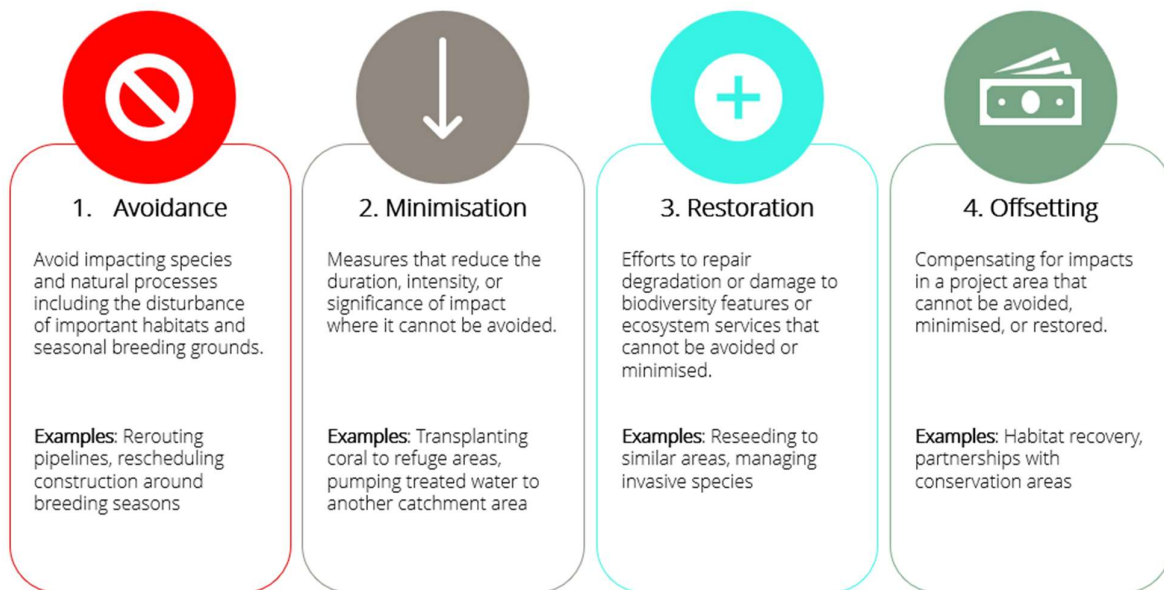 1. Avoidance
Avoid impacting species
and natural processes
including the disturbance
of important habitats and
seasonal breeding grounds.
Examples: Rerouting
pipelines, rescheduling
construction around
breeding seasons
2. Minimisation
Measures that reduce the
duration, intensity, or
significance of impact
where it cannot be avoided.
Examples: Transplanting
coral to refuge areas,
pumping treated water to
another catchment area
3. Restoration
Efforts to repair
degradation or damage to
biodiversity features or
ecosystem services that
cannot be avoided or
minimised.
Examples: Reseeding to
similar areas, managing
invasive species
4. Offsetting
Compensating for impacts
in a project area that
cannot be avoided,
minimised, or restored.
Examples: Habitat recovery,
partnerships with
conservation areas